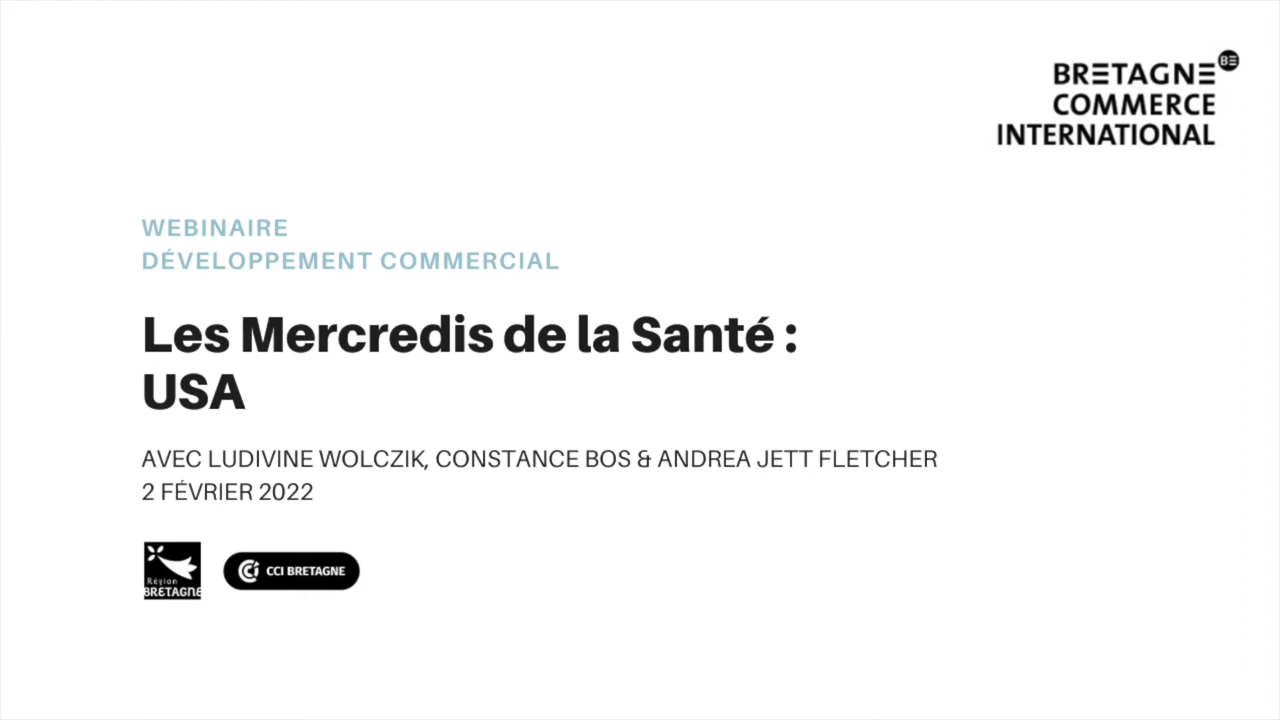 BRETAGNE BE
COMMERCE
INTERNATIONAL
WEBINAIRE
DÉVELOPPEMENT COMMERCIAL
Les Mercredis de la Santé :
USA
AVEC LUDIVINE WOLCZIK, CONSTANCE BOS & ANDREA JETT FLETCHER
2 FÉVRIER 2022
Région
BRETAGNE
CCI BRETAGNE